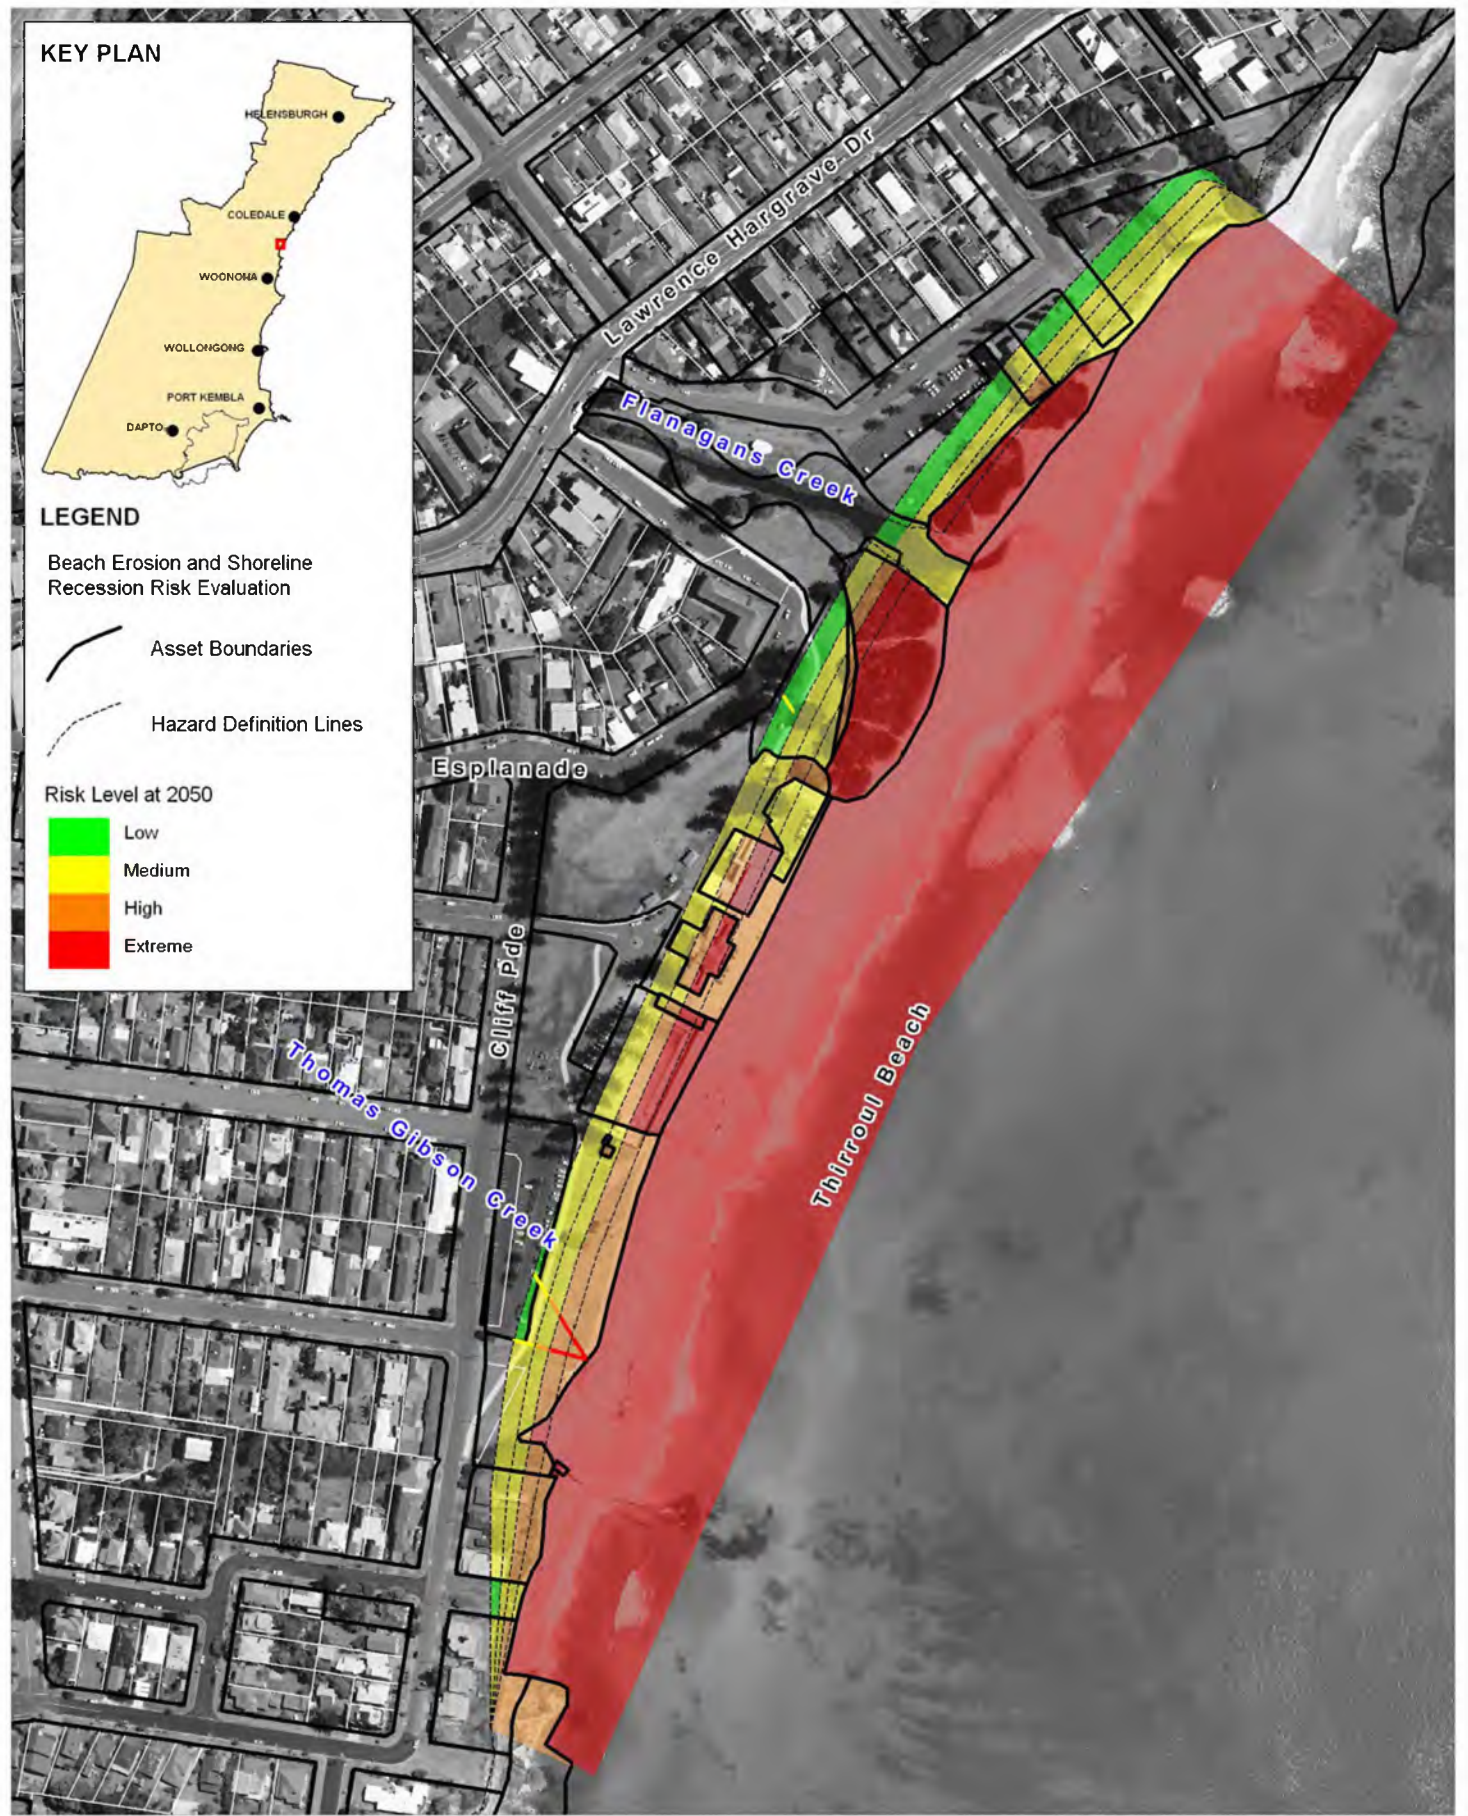 KEY PLAN
HELENSBURGH
COLEDALE
WOONONA
WOLLONGONG
PORT KEMBLA
DAPTO
LEGEND
Beach Erosion and Shoreline
Recession Risk Evaluation
Asset Boundaries
Hazard Definition Lines
Risk Level at 2050
Low
Medium
High
Extreme
Lawrence Hargrave Dr
Flanagans Creek
Esplanade
Cliff Pde
Thomas Gibson Creek
Thirroul Beach